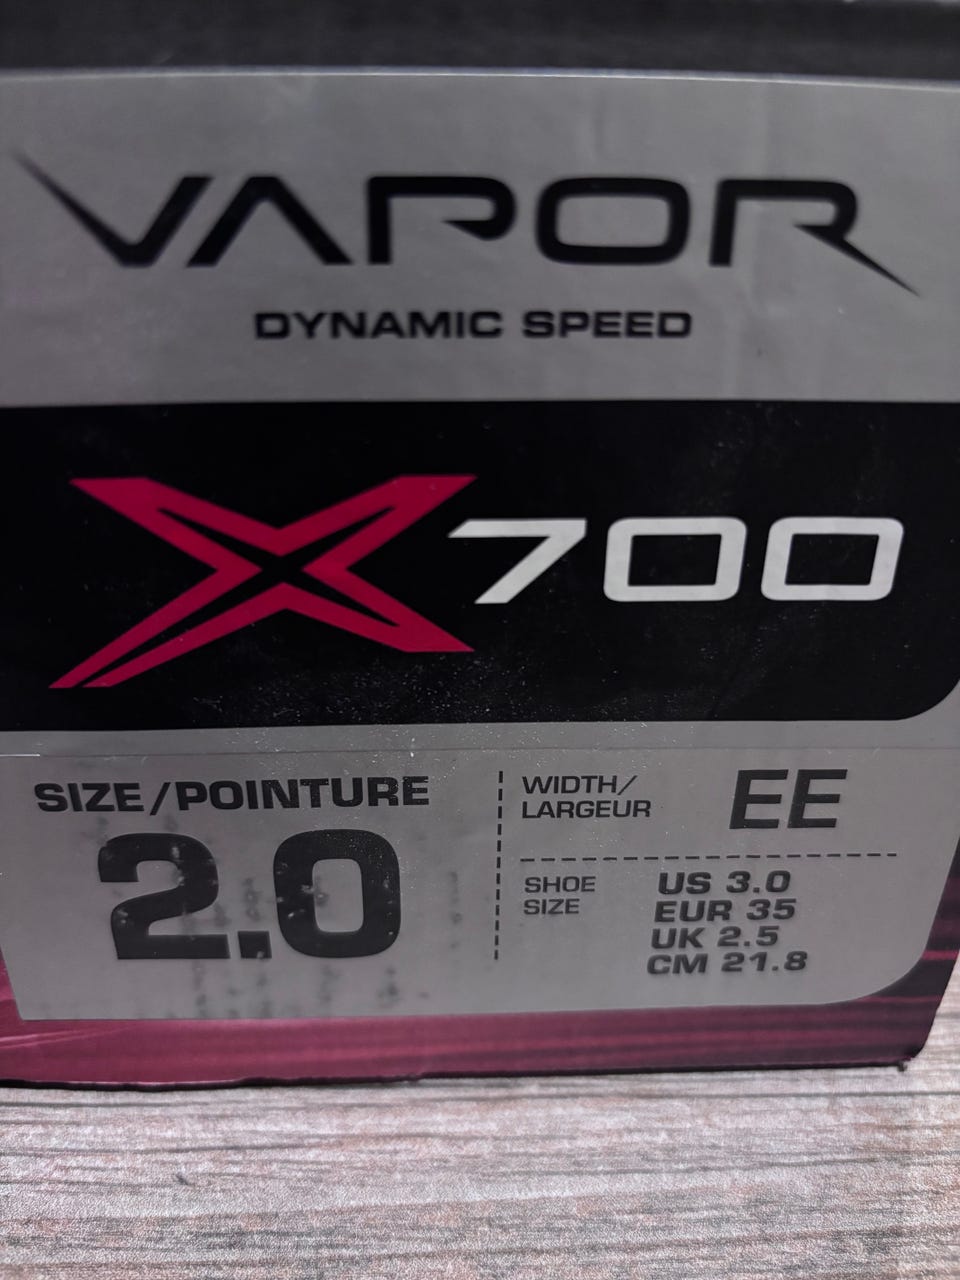 VAPOR
DYNAMIC SPEED
X700
SIZE/POINTURE
2.0
WIDTH/
LARGEUR
EE
SHOE
SIZE
US 3.0
EUR 35
UK 2.5
CM 21.8